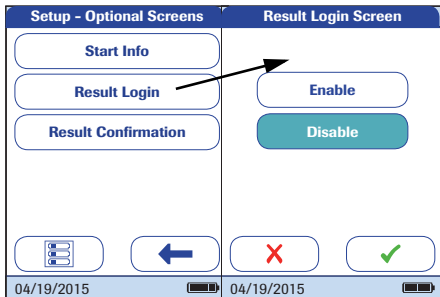 Setup - Optional Screens
Start Info
Result Login
Result Confirmation
04/19/2015
Result Login Screen
Enable
Disable
04/19/2015